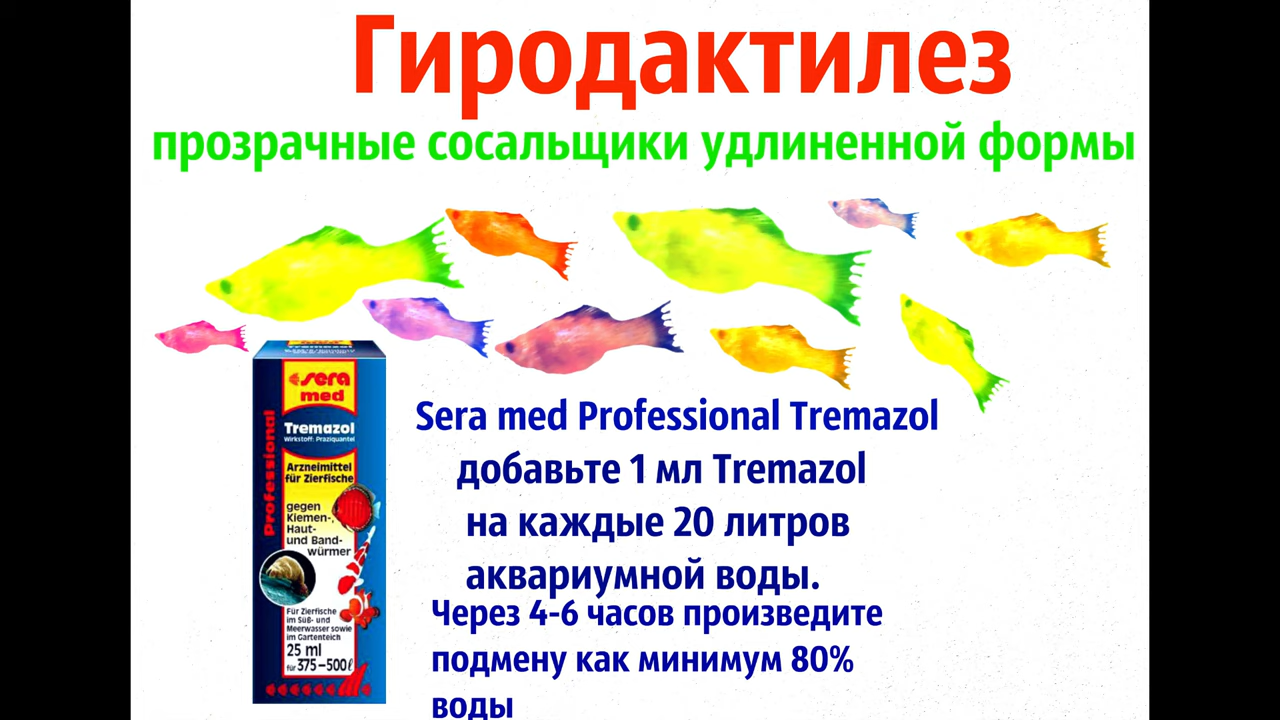 Гиродактилез
прозрачные сосальщики удлиненной формы
sera
med
Professional
Tremazol
Wirkstoff: Praziquantel
Arzneimittel
für Zierfische
gegen
Kiemen-,
Haut-
und Band-
würmer
Für Zierfische
im Süß- und
Meerwasser sowie
im Gartenteich
25 ml
für 375–500 l
Sera med Professional Tremazol
добавьте 1 мл Tremazol
на каждые 20 литров
аквариумной воды.
Через 4-6 часов произведите
подмену как минимум 80%
воды